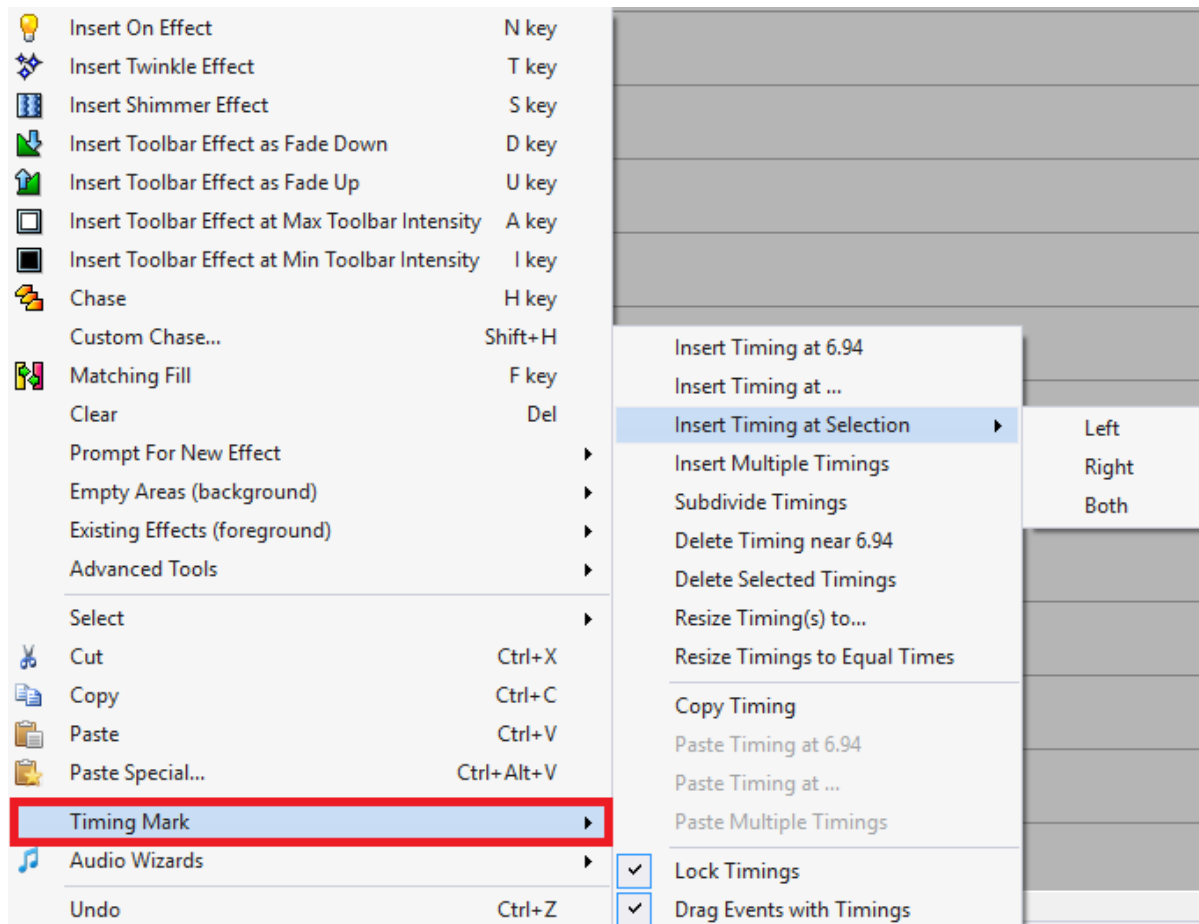 Insert On Effect N key
Insert Twinkle Effect T key
Insert Shimmer Effect S key
Insert Toolbar Effect as Fade Down D key
Insert Toolbar Effect as Fade Up U key
Insert Toolbar Effect at Max Toolbar Intensity A key
Insert Toolbar Effect at Min Toolbar Intensity I key
Chase H key
Custom Chase... Shift+H
Matching Fill F key
Clear Del
Prompt For New Effect
Empty Areas (background)
Existing Effects (foreground)
Advanced Tools
Select
Cut Ctrl+X
Copy Ctrl+C
Paste Ctrl+V
Paste Special... Ctrl+Alt+V
Timing Mark
Audio Wizards
Undo Ctrl+Z
Insert Timing at 6.94
Insert Timing at ...
Insert Timing at Selection
Insert Multiple Timings
Subdivide Timings
Delete Timing near 6.94
Delete Selected Timings
Resize Timing(s) to...
Resize Timings to Equal Times
Copy Timing
Paste Timing at 6.94
Paste Timing at ...
Paste Multiple Timings
Lock Timings
Drag Events with Timings
Left
Right
Both